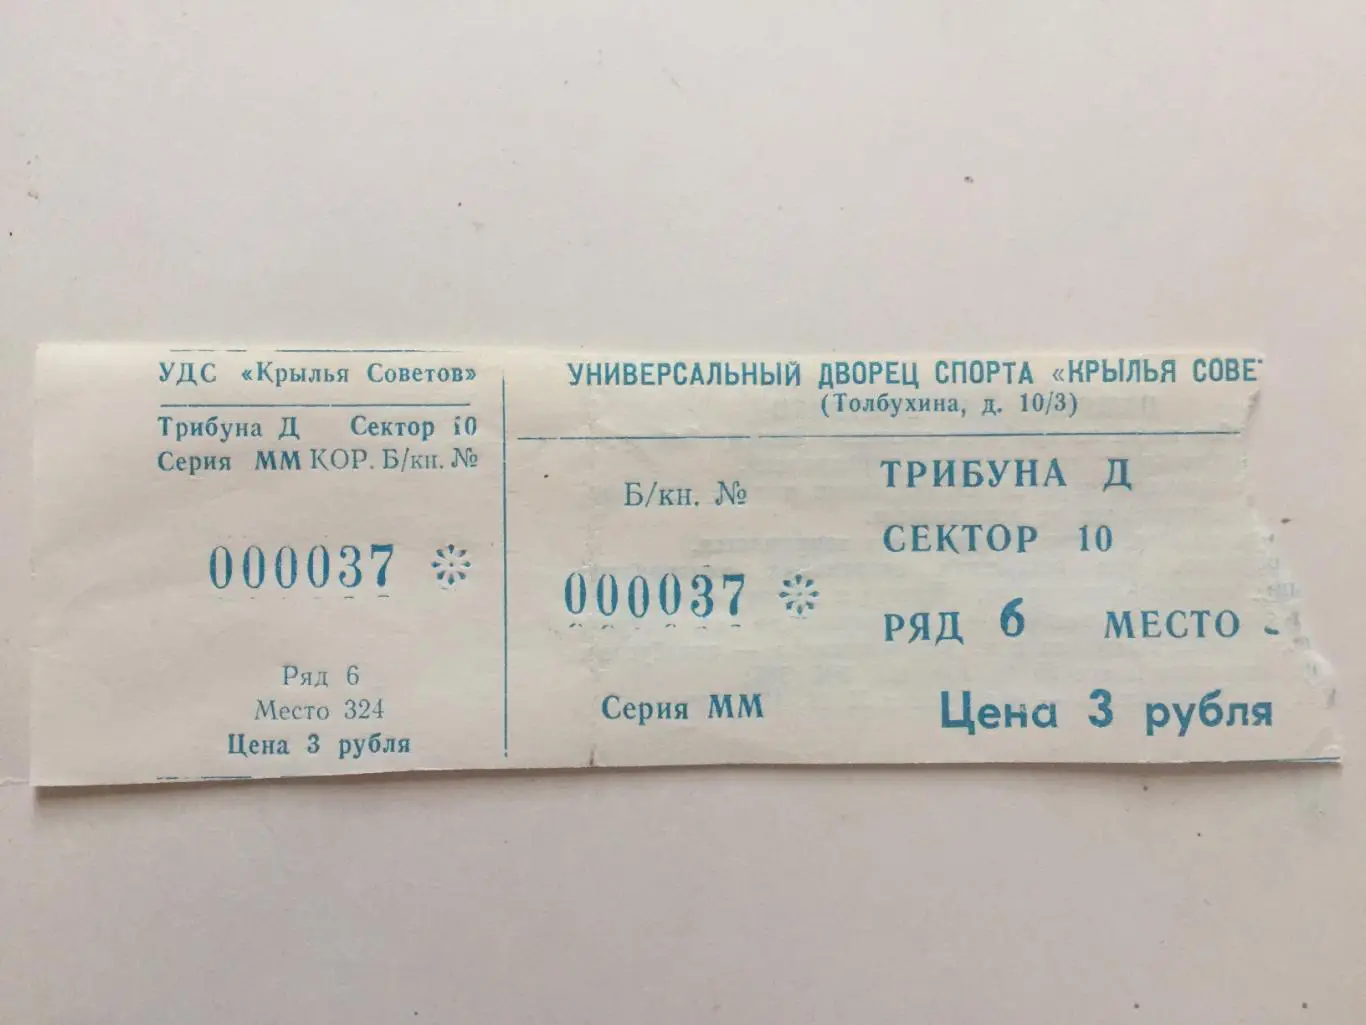 УДС «Крылья Советов»
Трибуна Д Сектор 10
Серия ММ КОР. Б/кн. №
000037
Ряд 6
Место 324
Цена 3 рубля
УНИВЕРСАЛЬНЫЙ ДВОРЕЦ СПОРТА «КРЫЛЬЯ СОВЕ
(Толбухина, д. 10/3)
Б/кн. №
000037
Серия ММ
ТРИБУНА Д
СЕКТОР 10
РЯД 6 МЕСТО
Цена 3 рубля